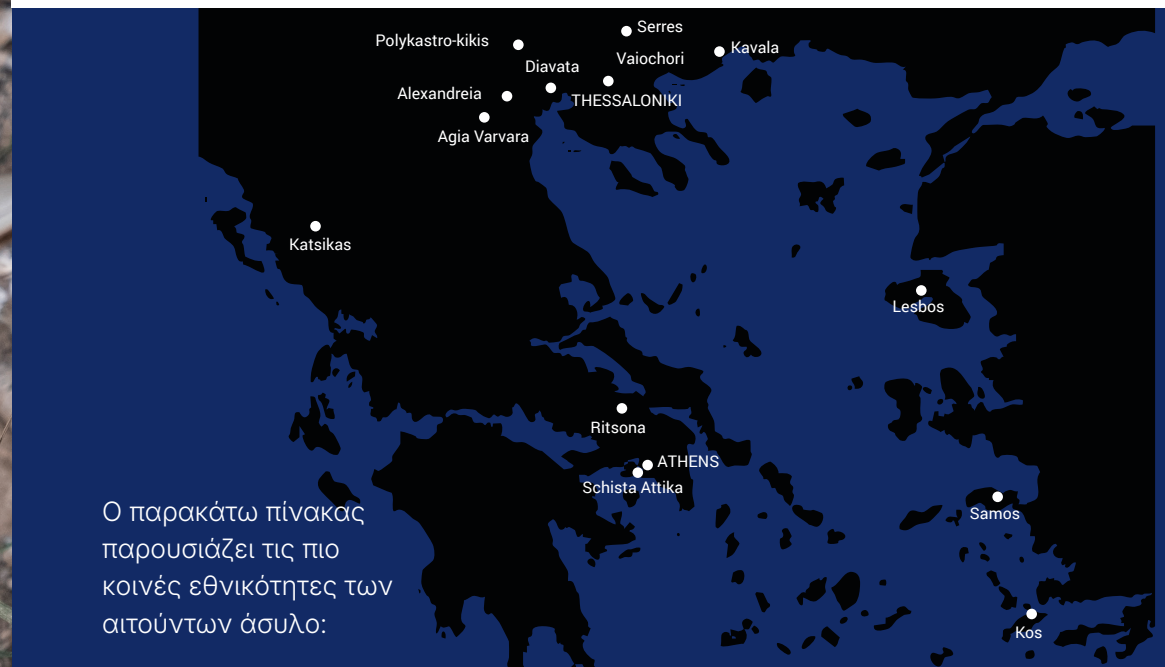 Serres
Polykastro-kikis
Kavala
Vaiochori
Diavata
Alexandreia
THESSALONIKI
Agia Varvara
Katsikas
Lesbos
Ritsona
ATHENS
Schista Attika
Samos
Kos
Ο παρακάτω πίνακας
παρουσιάζει τις πιο
κοινές εθνικότητες των
αιτούντων άσυλο: